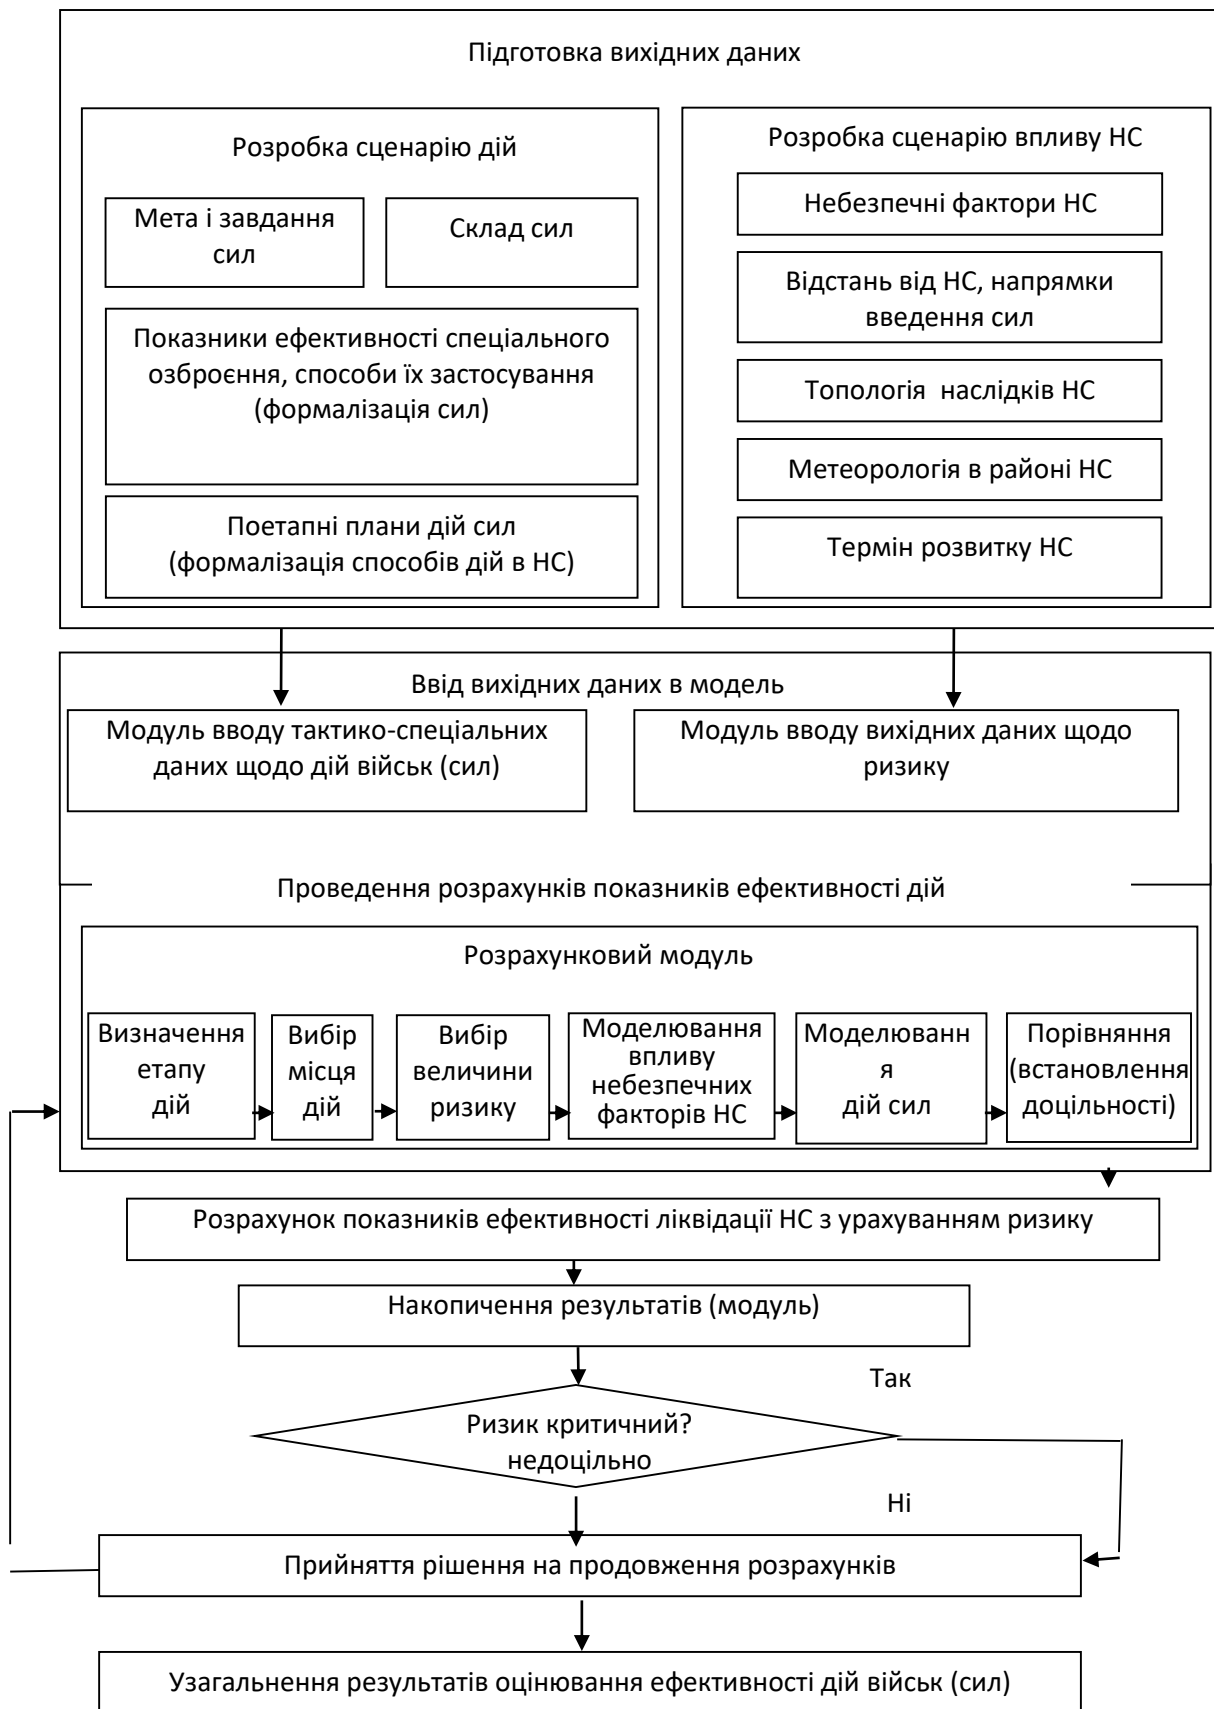 Підготовка вихідних даних
Розробка сценарію дій
Мета і завдання
сил
Склад сил
Показники ефективності спеціального
озброєння, способи їх застосування
(формалізація сил)
Поетапні плани дій сил
(формалізація способів дій в НС)
Розробка сценарію впливу НС
Небезпечні фактори НС
Відстань від НС, напрямки
введення сил
Топологія наслідків НС
Метеорологія в районі НС
Термін розвитку НС
Ввід вихідних даних в модель
Модуль вводу тактико-спеціальних
даних щодо дій військ (сил)
Модуль вводу вихідних даних щодо
ризику
Проведення розрахунків показників ефективності дій
Розрахунковий модуль
Визначення
етапу
дій
Вибір
місця
дій
Вибір
величини
ризику
Моделювання
впливу
небезпечних
факторів НС
Моделюванн
я
дій сил
Порівняння
(встановлення
доцільності)
Розрахунок показників ефективності ліквідації НС з урахуванням ризику
Накопичення результатів (модуль)
Так
Ризик критичний?
недоцільно
Ні
Прийняття рішення на продовження розрахунків
Узагальнення результатів оцінювання ефективності дій військ (сил)